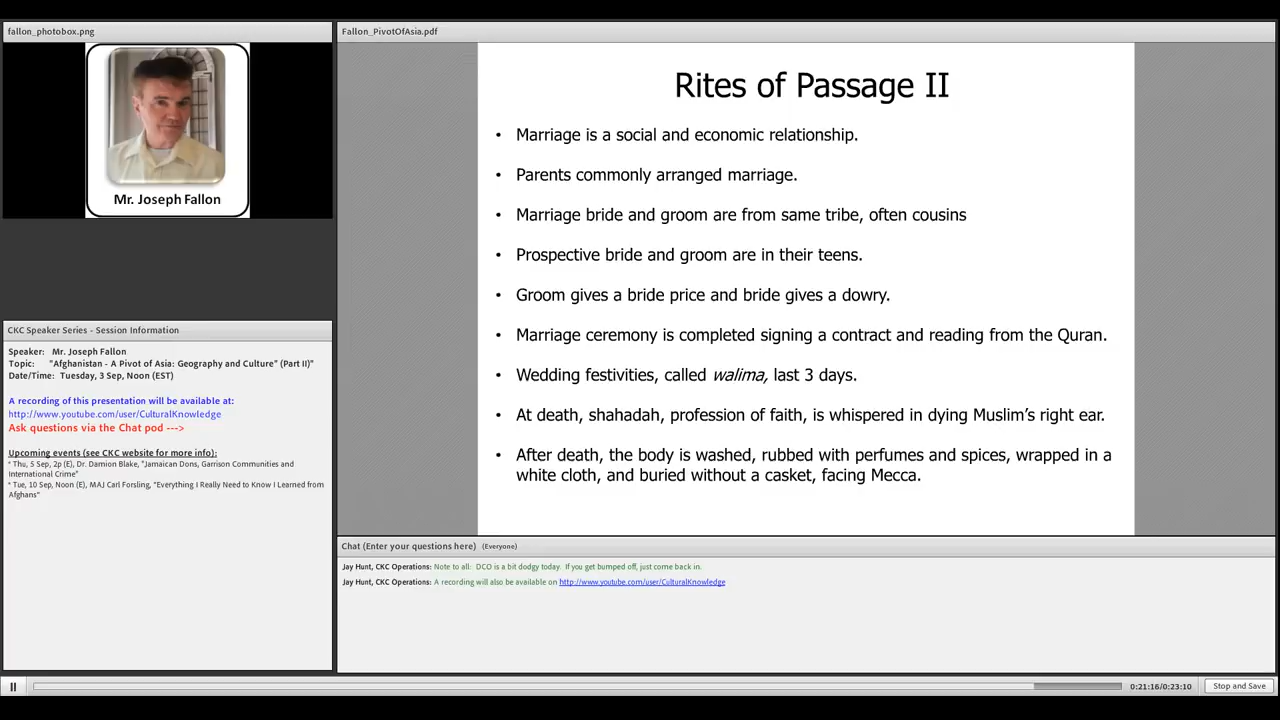 fallon_photobox.png
Mr. Joseph Fallon
CKC Speaker Series - Session Information
Speaker: Mr. Joseph Fallon
Topic: "Afghanistan - A Pivot of Asia: Geography and Culture" (Part II)"
Date/Time: Tuesday, 3 Sep, Noon (EST)
A recording of this presentation will be available at:
http://www.youtube.com/user/CulturalKnowledge
Ask questions via the Chat pod --->
Upcoming events (see CKC website for more info):
* Thu, 5 Sep, 2p (E), Dr. Damion Blake, "Jamaican Dons, Garrison Communities and
International Crime"
* Tue, 10 Sep, Noon (E), MAJ Carl Forsling, "Everything I Really Need to Know I Learned from
Afghans"
Fallon_PivotOfAsia.pdf
Rites of Passage II
• Marriage is a social and economic relationship.
• Parents commonly arranged marriage.
• Marriage bride and groom are from same tribe, often cousins
• Prospective bride and groom are in their teens.
• Groom gives a bride price and bride gives a dowry.
• Marriage ceremony is completed signing a contract and reading from the Quran.
• Wedding festivities, called walima, last 3 days.
• At death, shahadah, profession of faith, is whispered in dying Muslim's right ear.
• After death, the body is washed, rubbed with perfumes and spices, wrapped in a
white cloth, and buried without a casket, facing Mecca.
Chat (Enter your questions here) (Everyone)
Jay Hunt, CKC Operations: Note to all: DCO is a bit dodgy today. If you get bumped off, just come back in.
Jay Hunt, CKC Operations: A recording will also be available on http://www.youtube.com/user/CulturalKnowledge
0:21:16/0:23:10
Stop and Save